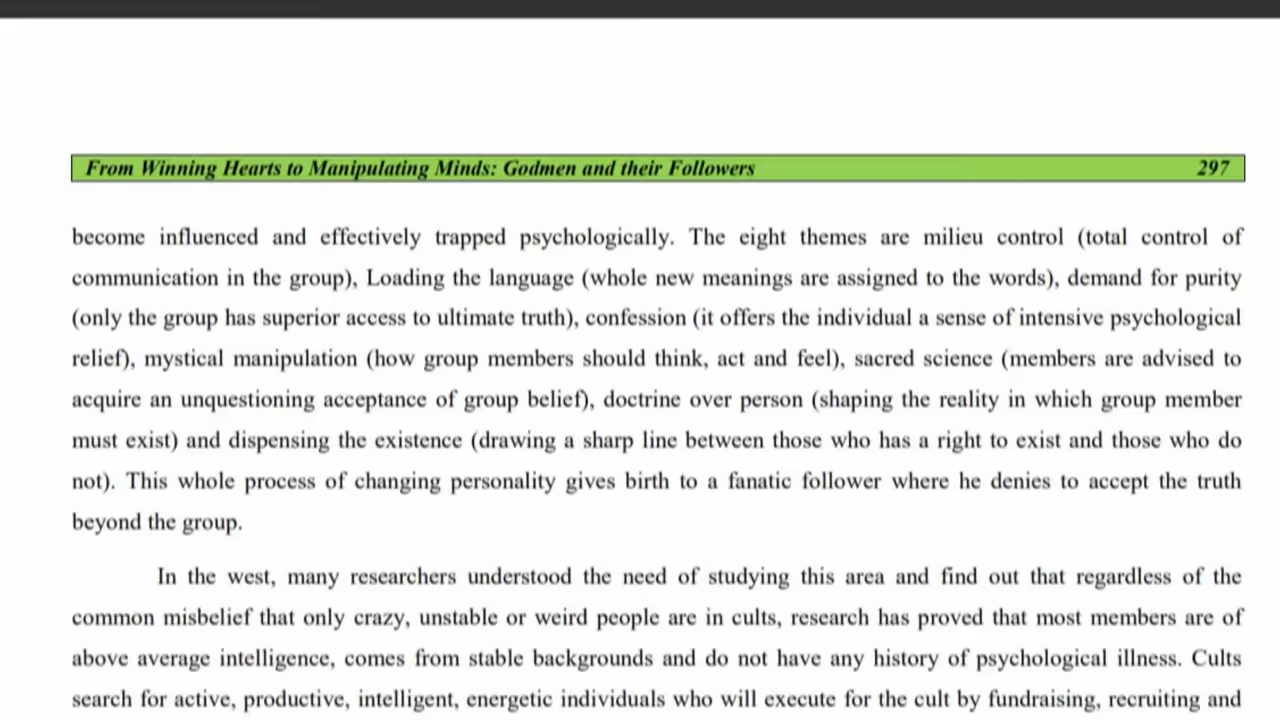 From Winning Hearts to Manipulating Minds: Godmen and their Followers 297
become influenced and effectively trapped psychologically. The eight themes are milieu control (total control of
communication in the group), Loading the language (whole new meanings are assigned to the words), demand for purity
(only the group has superior access to ultimate truth), confession (it offers the individual a sense of intensive psychological
relief), mystical manipulation (how group members should think, act and feel), sacred science (members are advised to
acquire an unquestioning acceptance of group belief), doctrine over person (shaping the reality in which group member
must exist) and dispensing the existence (drawing a sharp line between those who has a right to exist and those who do
not). This whole process of changing personality gives birth to a fanatic follower where he denies to accept the truth
beyond the group.
In the west, many researchers understood the need of studying this area and find out that regardless of the
common misbelief that only crazy, unstable or weird people are in cults, research has proved that most members are of
above average intelligence, comes from stable backgrounds and do not have any history of psychological illness. Cults
search for active, productive, intelligent, energetic individuals who will execute for the cult by fundraising, recruiting and